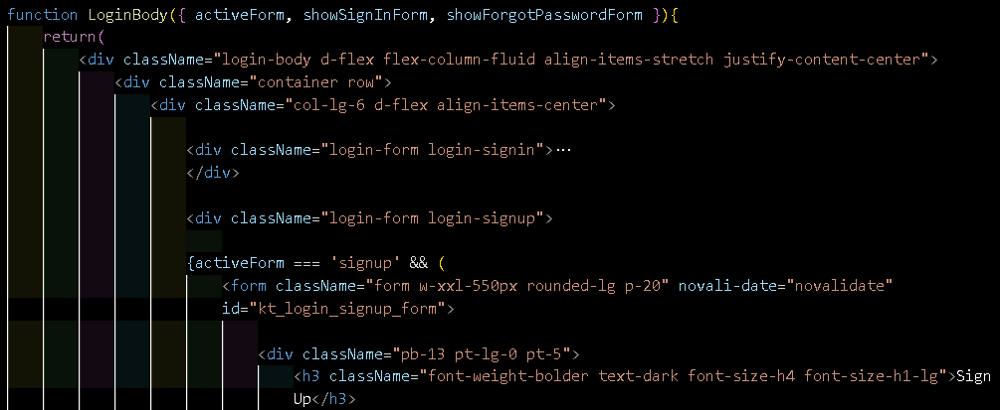 function LoginBody({ activeForm, showSignInForm, showForgotPasswordForm }){
return(
<div className="login-body d-flex flex-column-fluid align-items-stretch justify-content-center">
<div className="container row">
<div className="col-lg-6 d-flex align-items-center">
<div className="login-form login-signin">···
</div>
<div className="login-form login-signup">
{activeForm === 'signup' && (
<form className="form w-xxl-550px rounded-lg p-20" novali-date="novalidate"
id="kt_login_signup_form">
<div className="pb-13 pt-lg-0 pt-5">
<h3 className="font-weight-bolder text-dark font-size-h4 font-size-h1-lg">Sign
Up</h3>